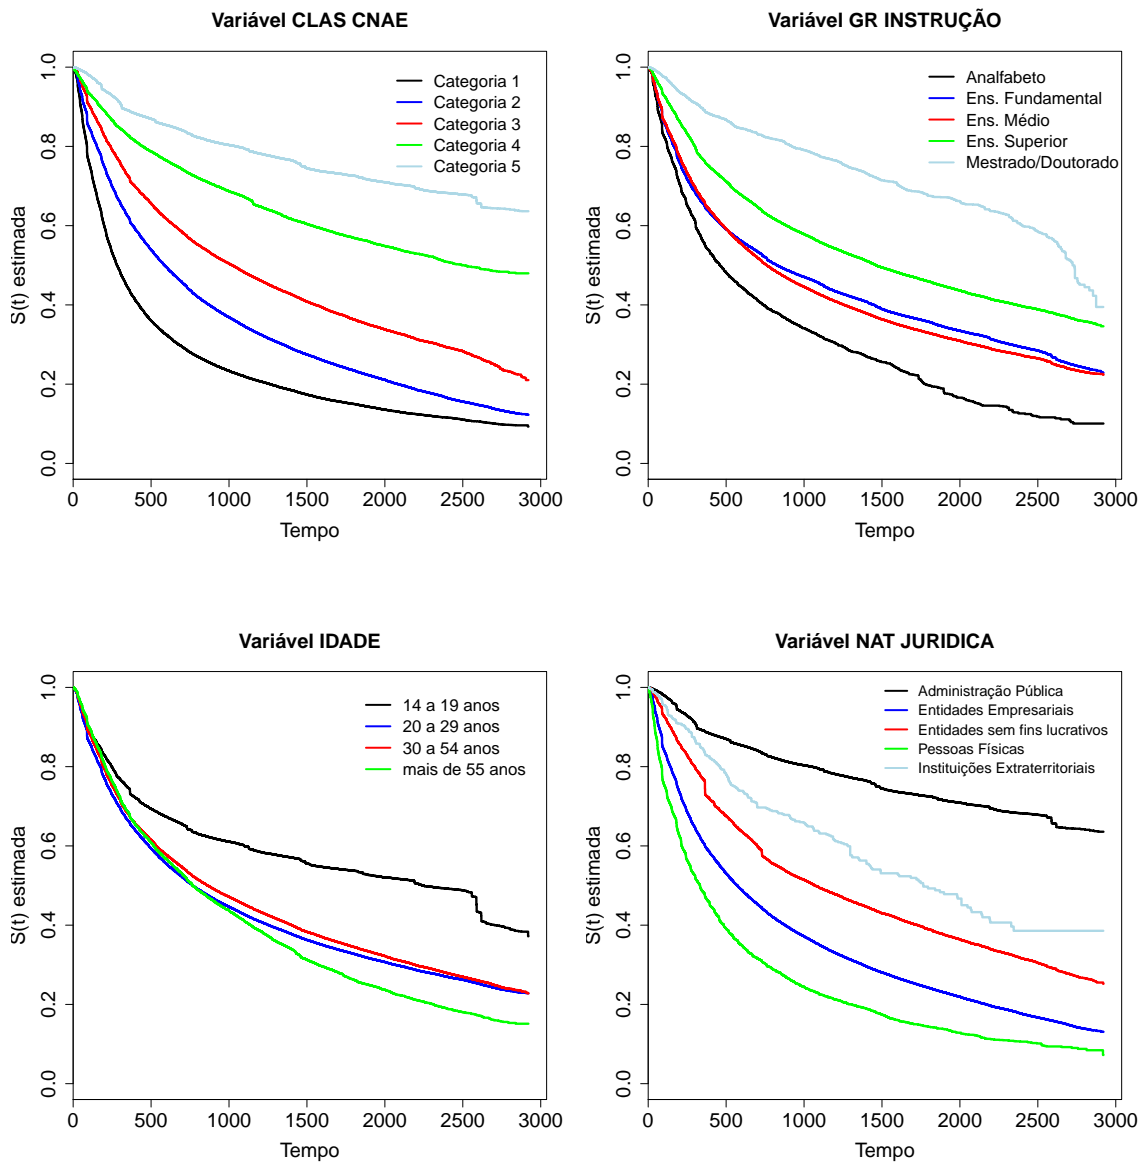 Variável CLAS CNAE
S(t) estimada
0.0
0.2
0.4
0.6
0.8
1.0
Categoria 1
Categoria 2
Categoria 3
Categoria 4
Categoria 5
0 500 1000 1500 2000 2500 3000
Tempo
Variável GR INSTRUÇÃO
S(t) estimada
0.0
0.2
0.4
0.6
0.8
1.0
Analfabeto
Ens. Fundamental
Ens. Médio
Ens. Superior
Mestrado/Doutorado
0 500 1000 1500 2000 2500 3000
Tempo
Variável IDADE
S(t) estimada
0.0
0.2
0.4
0.6
0.8
1.0
14 a 19 anos
20 a 29 anos
30 a 54 anos
mais de 55 anos
0 500 1000 1500 2000 2500 3000
Tempo
Variável NAT JURIDICA
S(t) estimada
0.0
0.2
0.4
0.6
0.8
1.0
Administração Pública
Entidades Empresariais
Entidades sem fins lucrativos
Pessoas Físicas
Instituições Extraterritoriais
0 500 1000 1500 2000 2500 3000
Tempo